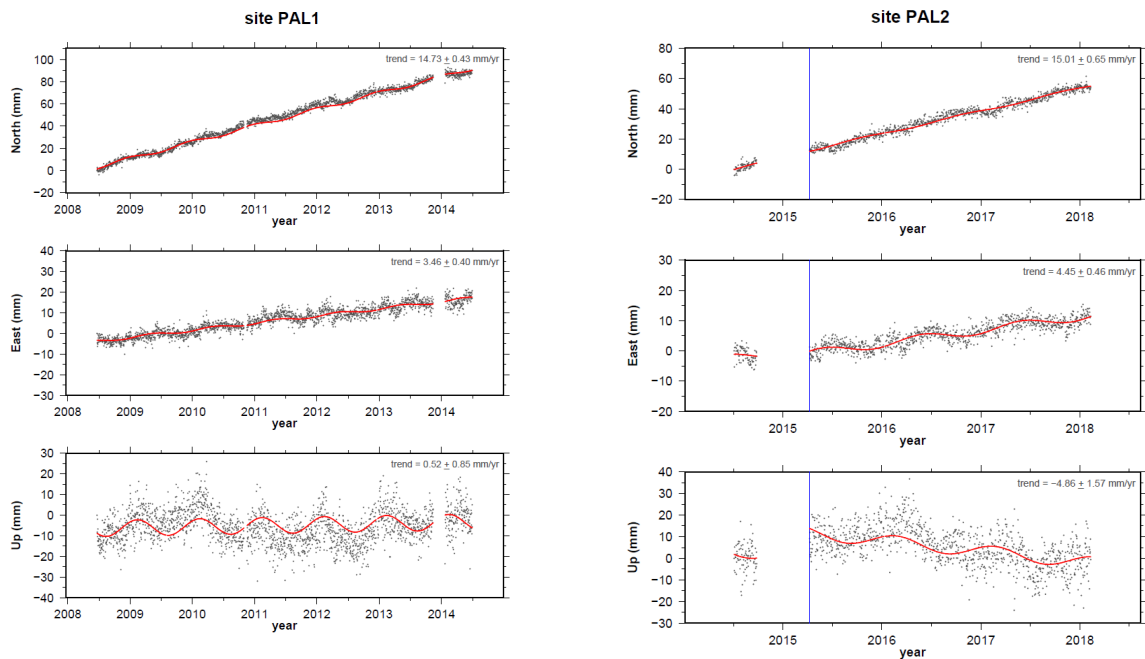 site PAL1
trend = 14.73 ± 0.43 mm/yr
North (mm)
100
80
60
40
20
0
−20
2008 2009 2010 2011 2012 2013 2014
year
trend = 3.46 ± 0.40 mm/yr
East (mm)
40
30
20
10
0
−10
−20
−30
2008 2009 2010 2011 2012 2013 2014
year
trend = 0.52 ± 0.85 mm/yr
Up (mm)
30
20
10
0
−10
−20
−30
−40
2008 2009 2010 2011 2012 2013 2014
year
site PAL2
trend = 15.01 ± 0.65 mm/yr
North (mm)
80
60
40
20
0
−20
2015 2016 2017 2018
year
trend = 4.45 ± 0.46 mm/yr
East (mm)
30
20
10
0
−10
−20
2015 2016 2017 2018
year
trend = −4.86 ± 1.57 mm/yr
Up (mm)
40
30
20
10
0
−10
−20
−30
2015 2016 2017 2018
year